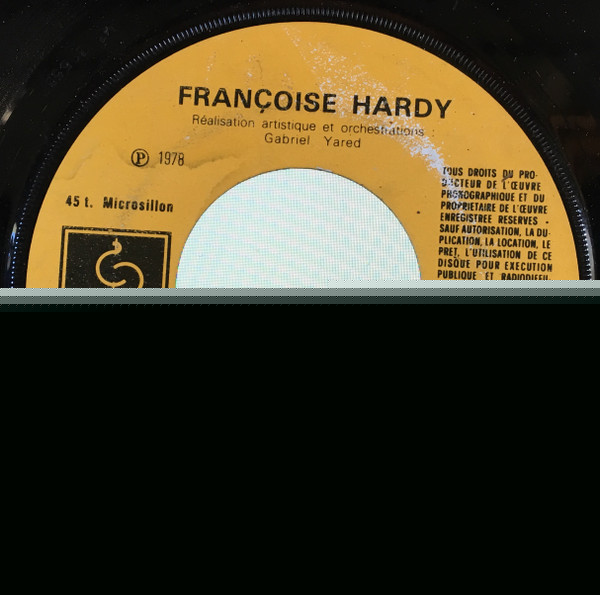 FRANÇOISE HARDY
Réalisation artistique et orchestrations :
Gabriel Yared
Ⓟ 1978
45 t. Microsillon
TOUS DROITS DU PRO-
DUCTEUR DE L'ŒUVRE
PHONOGRAPHIQUE ET DU
PROPRIETAIRE DE L'ŒUVRE
ENREGISTREE RESERVES -
SAUF AUTORISATION, LA DU-
PLICATION, LA LOCATION, LE
PRET, L'UTILISATION DE CE
DISQUE POUR EXECUTION
PUBLIQUE ET RADIODIFFU-